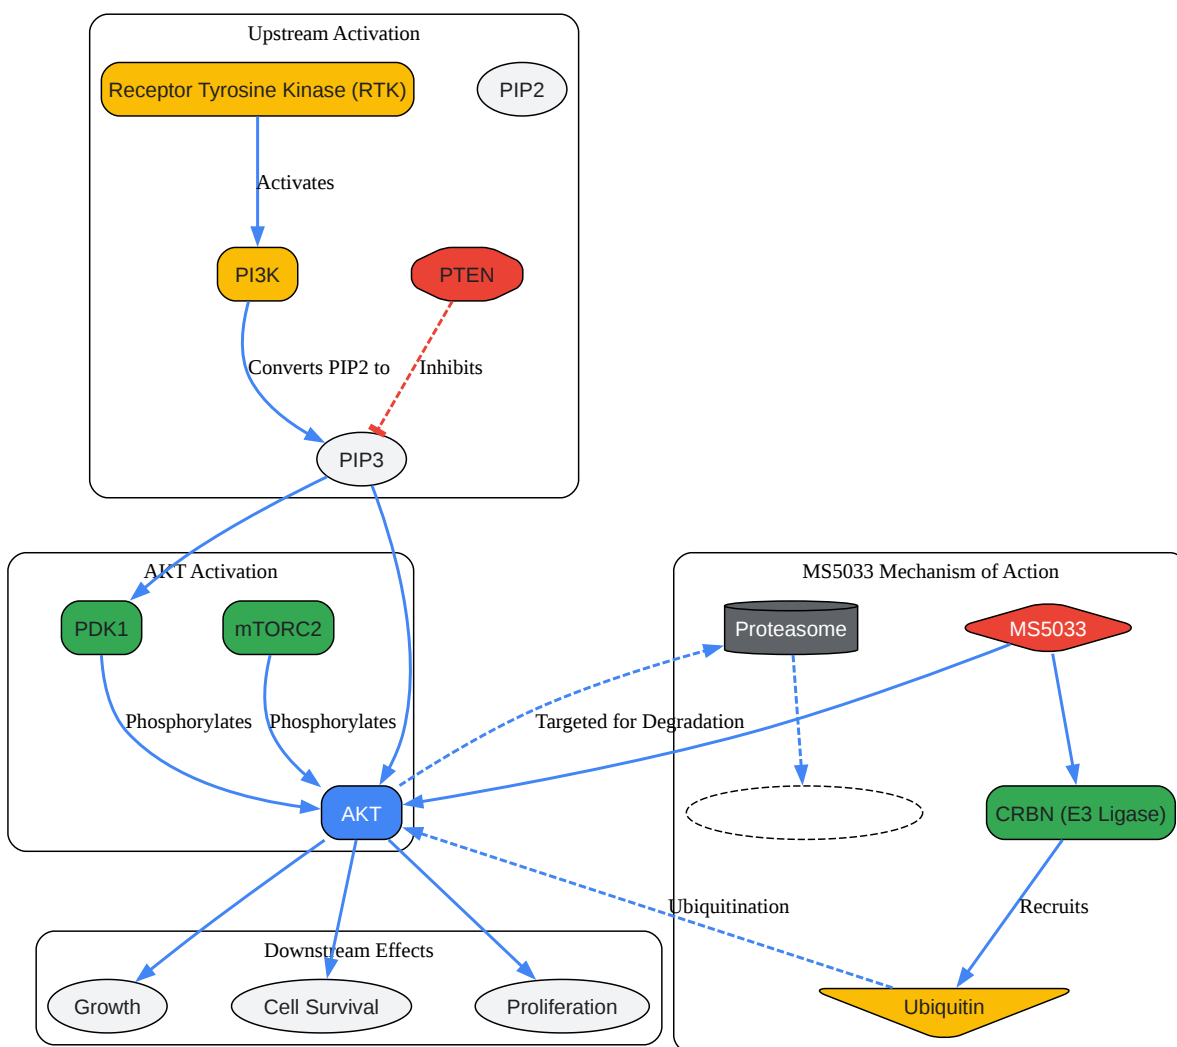 Upstream Activation
Receptor Tyrosine Kinase (RTK)
PIP2
Activates
PI3K
PTEN
Converts PIP2 to
Inhibits
PIP3
AKT Activation
PDK1
mTORC2
Phosphorylates
Phosphorylates
AKT
MS5033 Mechanism of Action
Proteasome
MS5033
Targeted for Degradation
CRBN (E3 Ligase)
Ubiquitination
Recruits
Ubiquitin
Downstream Effects
Growth
Cell Survival
Proliferation